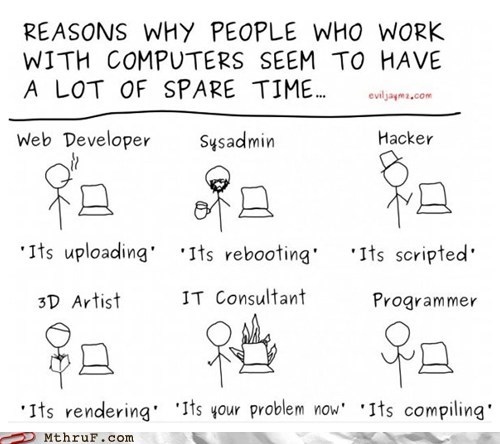 REASONS WHY PEOPLE WHO WORK
WITH COMPUTERS SEEM TO HAVE
A LOT OF SPARE TIME...
eviljaymz.com
Web Developer
Sysadmin
Hacker
'Its uploading'
'Its rebooting'
'Its scripted'
3D Artist
IT Consultant
Programmer
'Its rendering'
'Its your problem now'
'Its compiling'
MThruF.com